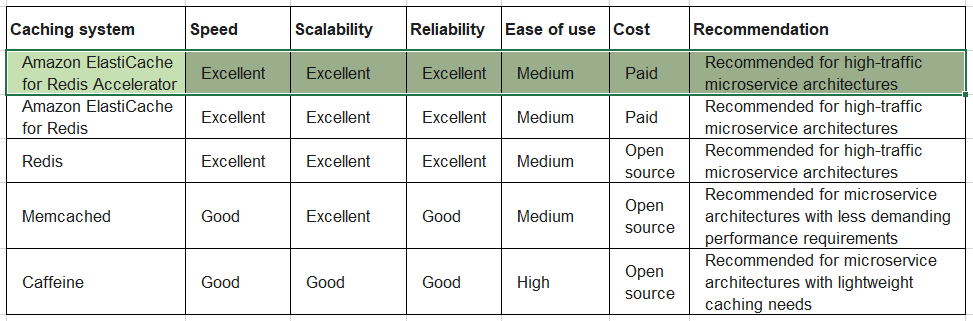 Caching system Speed Scalability Reliability Ease of use Cost Recommendation
Amazon ElastiCache for Redis Accelerator Excellent Excellent Excellent Medium Paid Recommended for high-traffic microservice architectures
Amazon ElastiCache for Redis Excellent Excellent Excellent Medium Paid Recommended for high-traffic microservice architectures
Redis Excellent Excellent Excellent Medium Open source Recommended for high-traffic microservice architectures
Memcached Good Excellent Good Medium Open source Recommended for microservice architectures with less demanding performance requirements
Caffeine Good Good Good High Open source Recommended for microservice architectures with lightweight caching needs